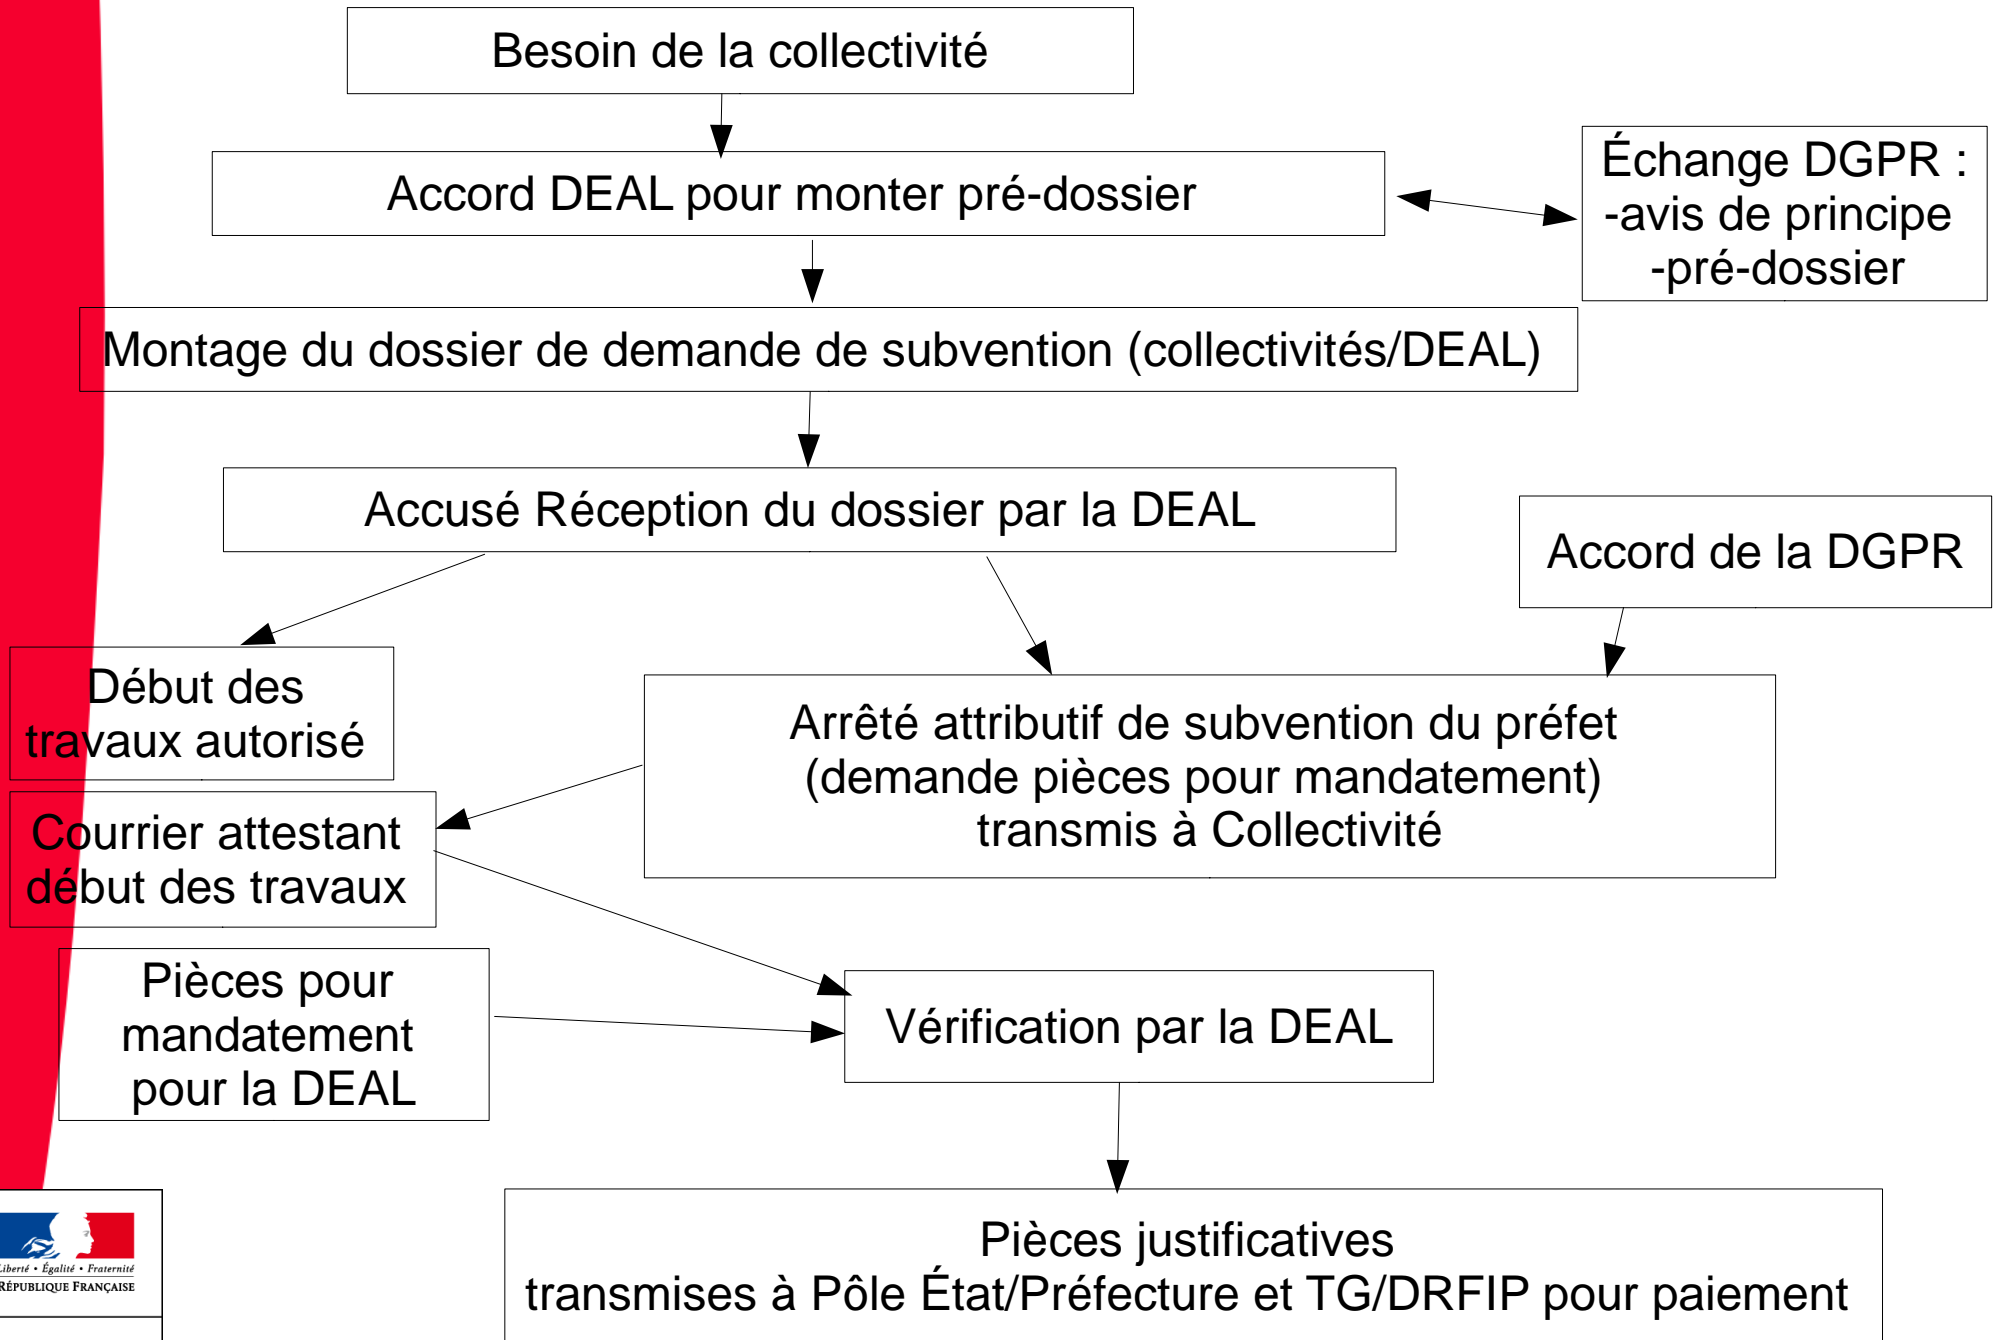 Besoin de la collectivité
Accord DEAL pour monter pré-dossier
Échange DGPR :
-avis de principe
-pré-dossier
Montage du dossier de demande de subvention (collectivités/DEAL)
Accusé Réception du dossier par la DEAL
Accord de la DGPR
Début des
travaux autorisé
Arrêté attributif de subvention du préfet
(demande pièces pour mandatement)
transmis à Collectivité
Courrier attestant
début des travaux
Pièces pour
mandatement
pour la DEAL
Vérification par la DEAL
Pièces justificatives
transmises à Pôle État/Préfecture et TG/DRFIP pour paiement
Liberté • Égalité • Fraternité
RÉPUBLIQUE FRANÇAISE